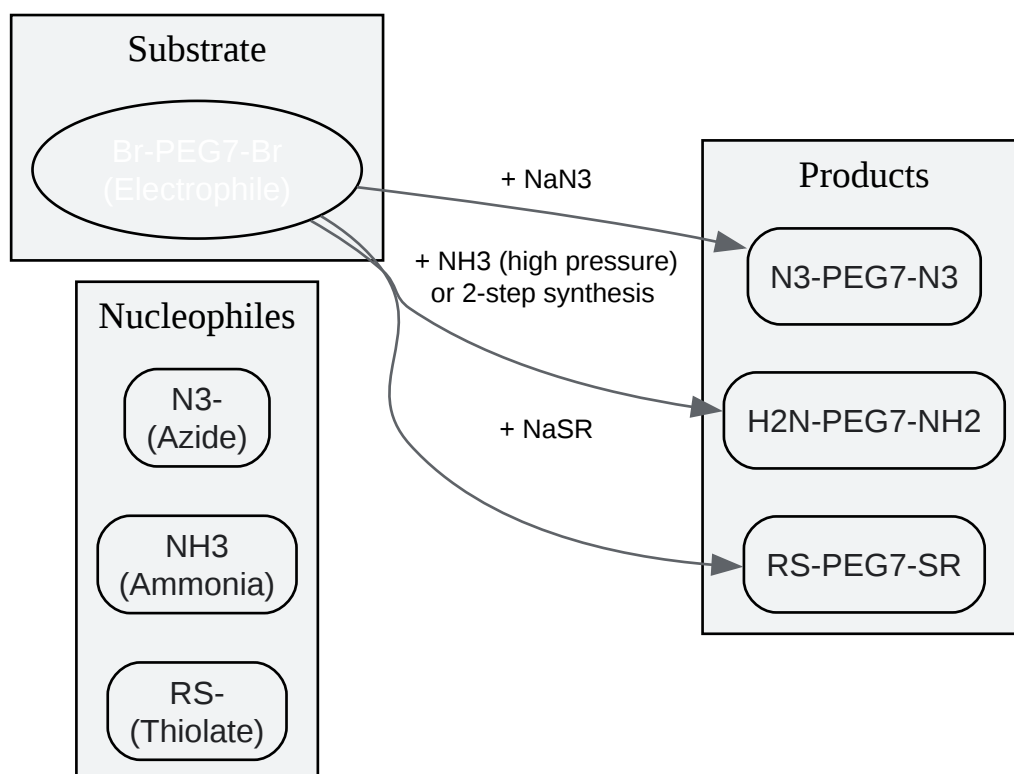 Substrate
Br-PEG7-Br
(Electrophile)
Nucleophiles
N3-
(Azide)
NH3
(Ammonia)
RS-
(Thiolate)
+ NaN3
+ NH3 (high pressure)
or 2-step synthesis
+ NaSR
Products
N3-PEG7-N3
H2N-PEG7-NH2
RS-PEG7-SR